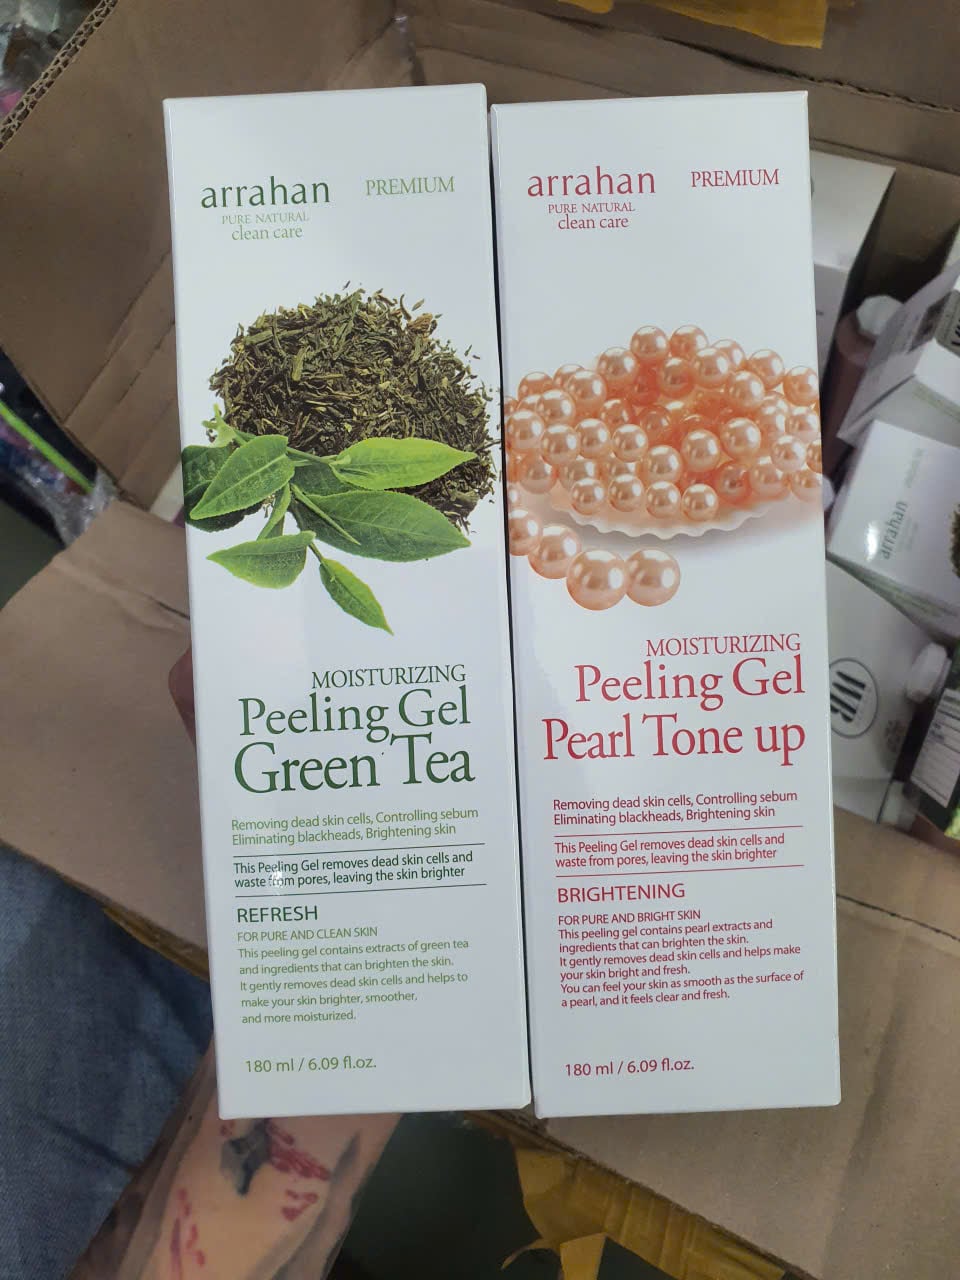 arrahan
PREMIUM
PURE NATURAL
clean care
MOISTURIZING
Peeling Gel
Green Tea
Removing dead skin cells, Controlling sebum
Eliminating blackheads, Brightening skin
This Peeling Gel removes dead skin cells and
waste from pores, leaving the skin brighter
REFRESH
FOR PURE AND CLEAN SKIN
This peeling gel contains extracts of green tea
and ingredients that can brighten the skin.
It gently removes dead skin cells and helps to
make your skin brighter, smoother,
and more moisturized.
180 ml / 6.09 fl.oz.
arrahan
PREMIUM
PURE NATURAL
clean care
MOISTURIZING
Peeling Gel
Pearl Tone up
Removing dead skin cells, Controlling sebum
Eliminating blackheads, Brightening skin
This Peeling Gel removes dead skin cells and
waste from pores, leaving the skin brighter
BRIGHTENING
FOR PURE AND BRIGHT SKIN
This peeling gel contains pearl extracts and
ingredients that can brighten the skin.
It gently removes dead skin cells and helps make
your skin bright and fresh.
You can feel your skin as smooth as the surface of
a pearl, and it feels clear and fresh.
180 ml / 6.09 fl.oz.
arrahan